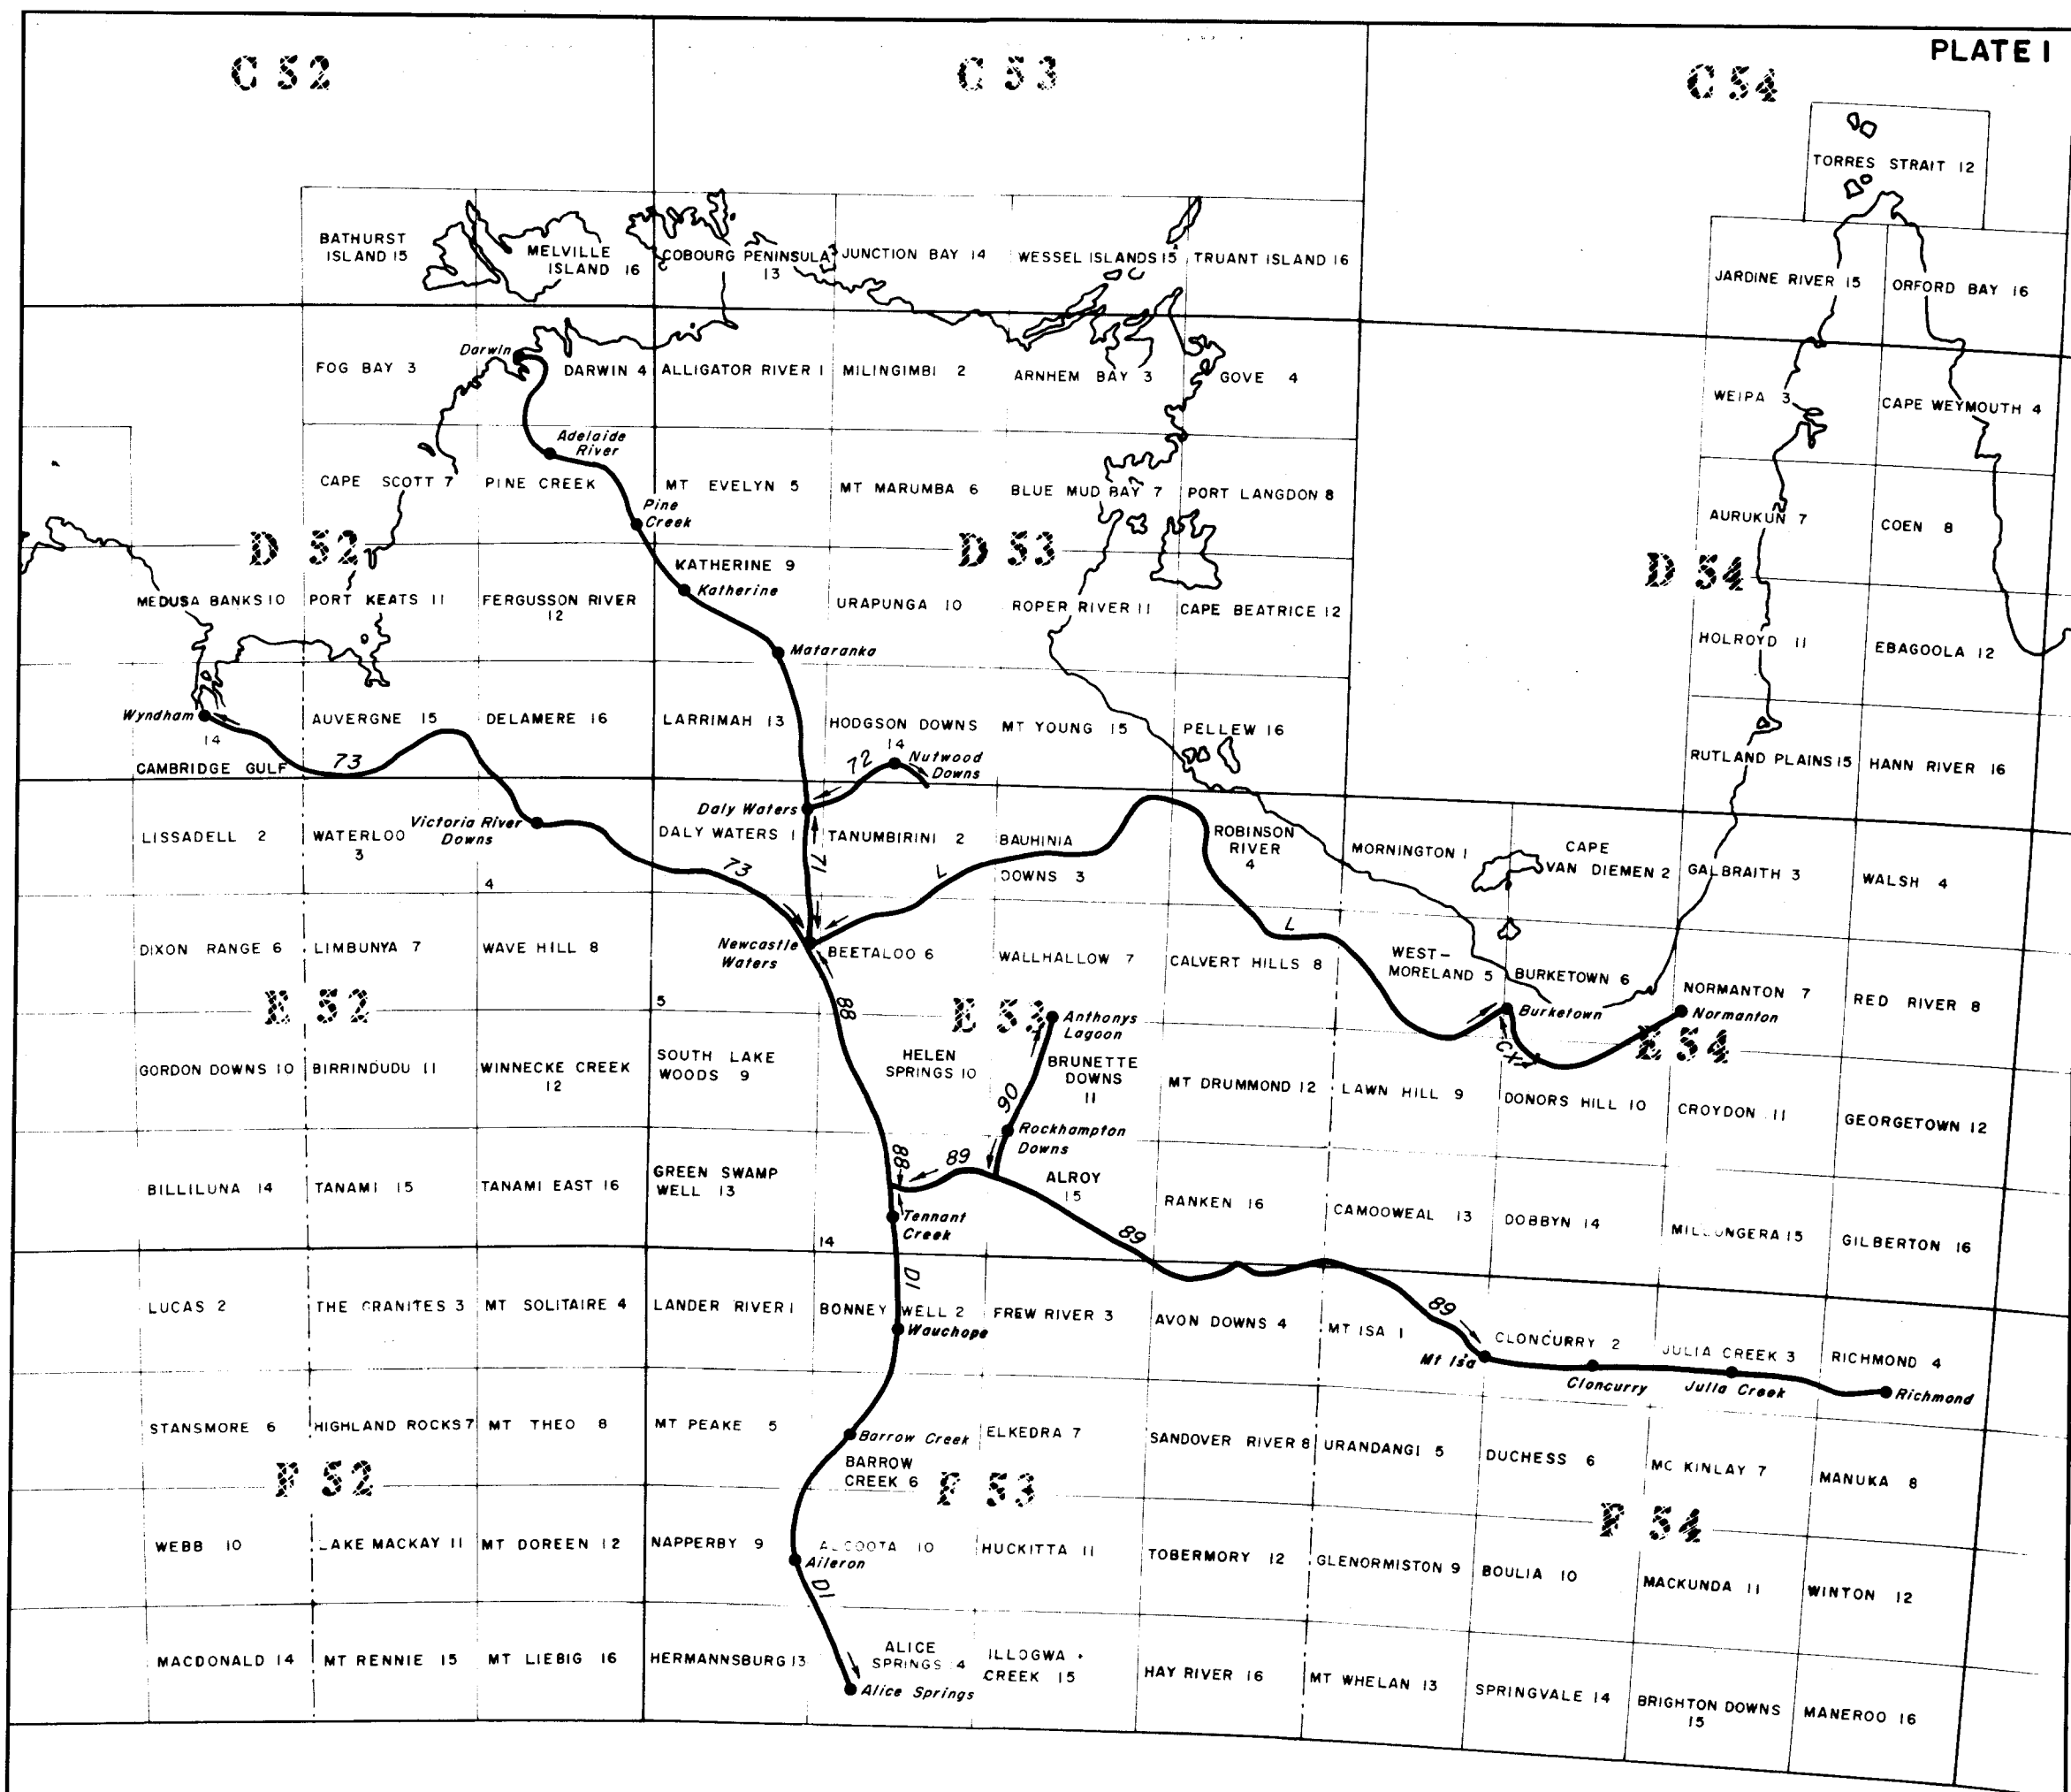 PLATE 1
C 52
C 53
C 54
TORRES STRAIT 12
BATHURST
ISLAND 15
MELVILLE
ISLAND 16
COBOURG PENINSULA
13
JUNCTION BAY 14
WESSEL ISLANDS 15
TRUANT ISLAND 16
JARDINE RIVER 15
ORFORD BAY 16
FOG BAY 3
Darwin
DARWIN 4
ALLIGATOR RIVER 1
MILINGIMBI 2
ARNHEM BAY 3
GOVE 4
WEIPA 3
CAPE WEYMOUTH 4
Adelaide
River
CAPE SCOTT 7
PINE CREEK
MT EVELYN 5
MT MARUMBA 6
BLUE MUD BAY 7
PORT LANGDON 8
Pine
Creek
AURUKUN 7
COEN 8
D 52
D 53
D 54
KATHERINE 9
Katherine
MEDUSA BANKS 10
PORT KEATS 11
FERGUSSON RIVER
12
URAPUNGA 10
ROPER RIVER 11
CAPE BEATRICE 12
HOLROYD 11
EBAGOOLA 12
Mataranka
Wyndham
14
CAMBRIDGE GULF
AUVERGNE 15
73
DELAMERE 16
LARRIMAH 13
HODGSON DOWNS
14
MT YOUNG 15
PELLEW 16
72
Nutwood
Downs
RUTLAND PLAINS 15
HANN RIVER 16
Daly Waters
LISSADELL 2
WATERLOO
3
Victoria River
Downs
4
DALY WATERS 1
71
TANUMBIRINI 2
BAUHINIA
DOWNS 3
ROBINSON
RIVER
4
MORNINGTON 1
CAPE
VAN DIEMEN 2
GALBRAITH 3
WALSH 4
73
L
L
DIXON RANGE 6
LIMBUNYA 7
WAVE HILL 8
Newcastle
Waters
BEETALOO 6
WALLHALLOW 7
CALVERT HILLS 8
WEST-
MORELAND 5
BURKETOWN 6
NORMANTON 7
RED RIVER 8
E 52
5
88
E 53
Anthonys
Lagoon
Burketown
Normanton
E 54
CX
GORDON DOWNS 10
BIRRINDUDU 11
WINNECKE CREEK
12
SOUTH LAKE
WOODS 9
HELEN
SPRINGS 10
BRUNETTE
DOWNS
11
MT DRUMMOND 12
LAWN HILL 9
DONORS HILL 10
CROYDON 11
GEORGETOWN 12
90
Rockhampton
Downs
BILLILUNA 14
TANAMI 15
TANAMI EAST 16
GREEN SWAMP
WELL 13
88
89
ALROY
15
RANKEN 16
CAMOOWEAL 13
DOBBYN 14
MILLUNGERA 15
GILBERTON 16
Tennant
Creek
14
89
LUCAS 2
THE GRANITES 3
MT SOLITAIRE 4
LANDER RIVER 1
D1
BONNEY WELL 2
FREW RIVER 3
AVON DOWNS 4
MT ISA 1
89
CLONCURRY 2
JULIA CREEK 3
RICHMOND 4
Wauchope
Mt Isa
Cloncurry
Julia Creek
Richmond
STANSMORE 6
HIGHLAND ROCKS 7
MT THEO 8
MT PEAKE 5
Barrow Creek
BARROW
CREEK 6
ELKEDRA 7
SANDOVER RIVER 8
URANDANGI 5
DUCHESS 6
MC KINLAY 7
MANUKA 8
F 52
F 53
F 54
WEBB 10
LAKE MACKAY 11
MT DOREEN 12
NAPPERBY 9
ALCOOTA 10
Aileron
HUCKITTA 11
TOBERMORY 12
GLENORMISTON 9
BOULIA 10
MACKUNDA 11
WINTON 12
D1
MACDONALD 14
MT RENNIE 15
MT LIEBIG 16
HERMANNSBURG 13
ALICE
SPRINGS 4
Alice Springs
ILLOGWA
CREEK 15
HAY RIVER 16
MT WHELAN 13
SPRINGVALE 14
BRIGHTON DOWNS
15
MANEROO 16